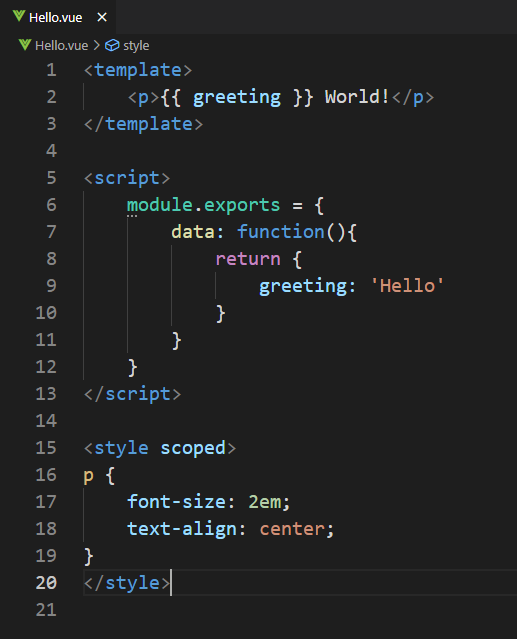 Hello.vue ×
Hello.vue > style
1 <template>
2     <p>{{ greeting }} World!</p>
3 </template>
4
5 <script>
6     module.exports = {
7         data: function(){
8             return {
9                 greeting: 'Hello'
10             }
11         }
12     }
13 </script>
14
15 <style scoped>
16 p {
17     font-size: 2em;
18     text-align: center;
19 }
20 </style>
21